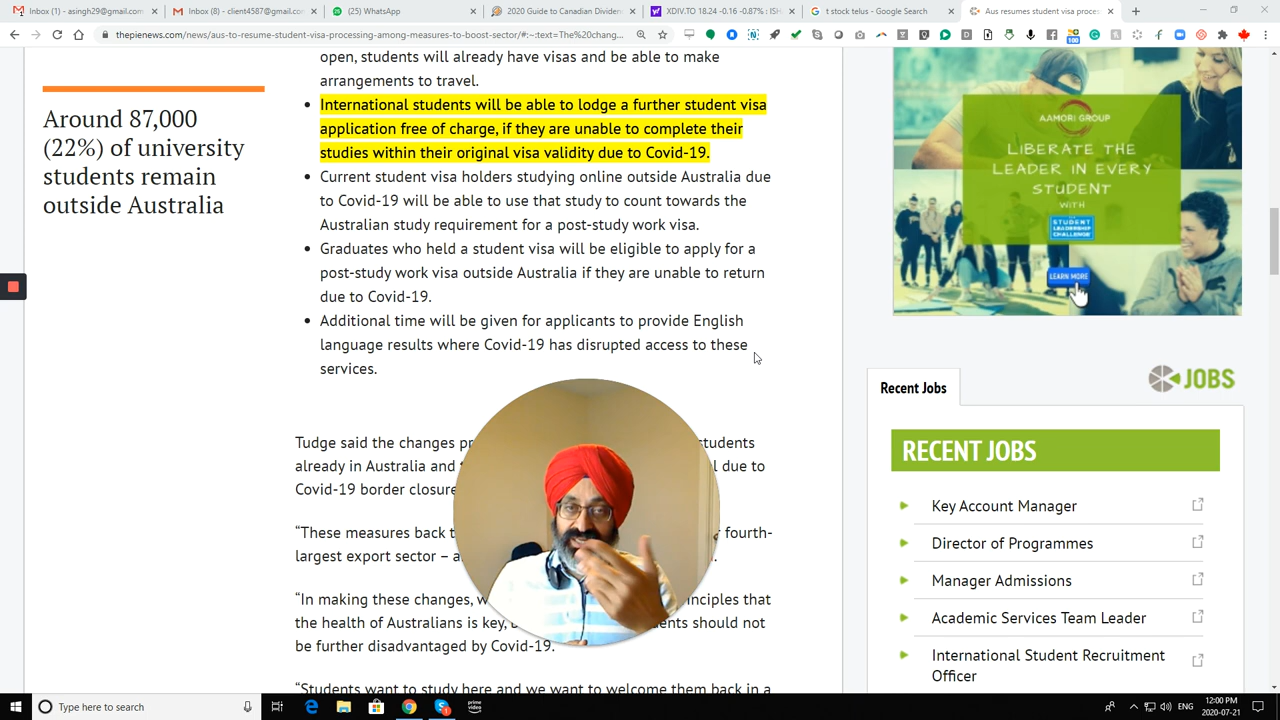 Inbox (1) - asingh29@gmail.com
Inbox (8) - client4587@gmail.com
(25) WhatsApp
2020 Guide to Canadian Dividen
XDIV.TO 18.24 -0.16 -0.87% : ISH
t stock telus - Google Search
Aus resumes student visa proces
thepienews.com/news/aus-to-resume-student-visa-processing-among-measures-to-boost-sector/#:~:text=The%20chang...
open, students will already have visas and be able to make
arrangements to travel.
Around 87,000
(22%) of university
students remain
outside Australia
International students will be able to lodge a further student visa
application free of charge, if they are unable to complete their
studies within their original visa validity due to Covid-19.
Current student visa holders studying online outside Australia due
to Covid-19 will be able to use that study to count towards the
Australian study requirement for a post-study work visa.
Graduates who held a student visa will be eligible to apply for a
post-study work visa outside Australia if they are unable to return
due to Covid-19.
Additional time will be given for applicants to provide English
language results where Covid-19 has disrupted access to these
services.
Tudge said the changes students
already in Australia and due to
Covid-19 border closure
“These measures back fourth-
largest export sector –
“In making these changes, that
the health of Australians is key, should not
be further disadvantaged by Covid-19.
“Students want to study here and we want to welcome them back in a
AAMORI GROUP
LIBERATE THE
LEADER IN EVERY
STUDENT
WITH
STUDENT
LEADERSHIP
CHALLENGE
LEARN MORE
Recent Jobs
JOBS
RECENT JOBS
Key Account Manager
Director of Programmes
Manager Admissions
Academic Services Team Leader
International Student Recruitment
Officer
Type here to search
prime video
ENG
12:00 PM
2020-07-21